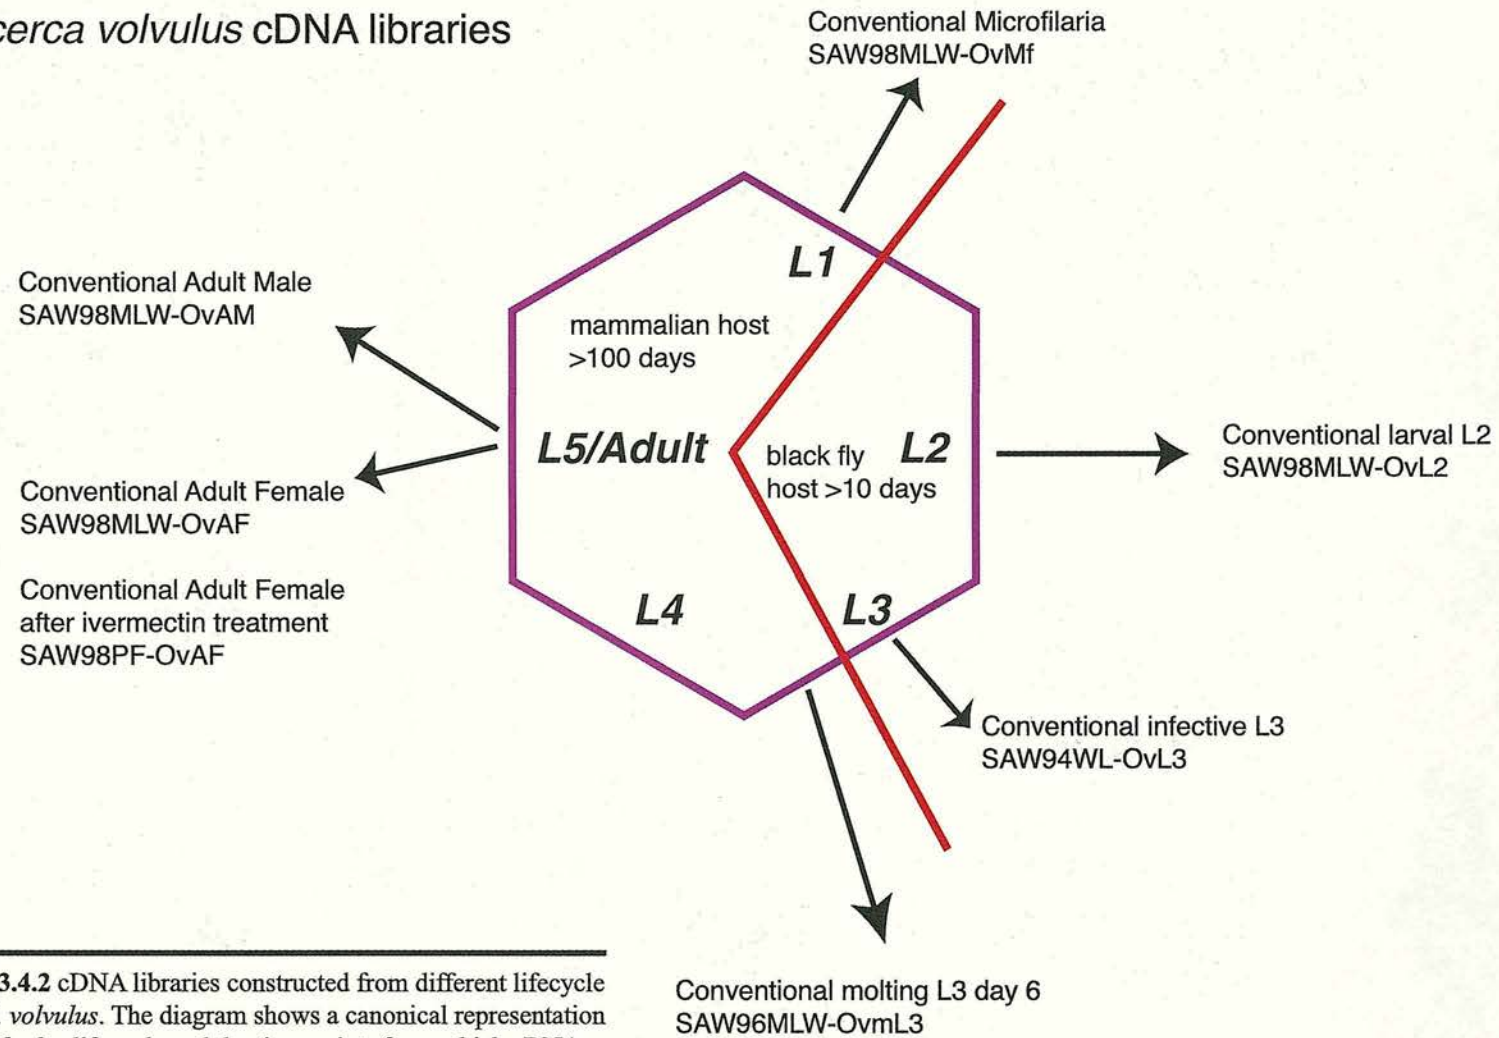 cerca volvulus cDNA libraries
Conventional Microfilaria
SAW98MLW-OvMf
L1
Conventional Adult Male
SAW98MLW-OvAM
mammalian host
>100 days
L5/Adult
black fly
host >10 days
L2
Conventional larval L2
SAW98MLW-OvL2
Conventional Adult Female
SAW98MLW-OvAF
Conventional Adult Female
after ivermectin treatment
SAW98PF-OvAF
L4
L3
Conventional infective L3
SAW94WL-OvL3
Conventional molting L3 day 6
SAW96MLW-OvmL3
3.4.2 cDNA libraries constructed from different lifecycle
volvulus. The diagram shows a canonical representation